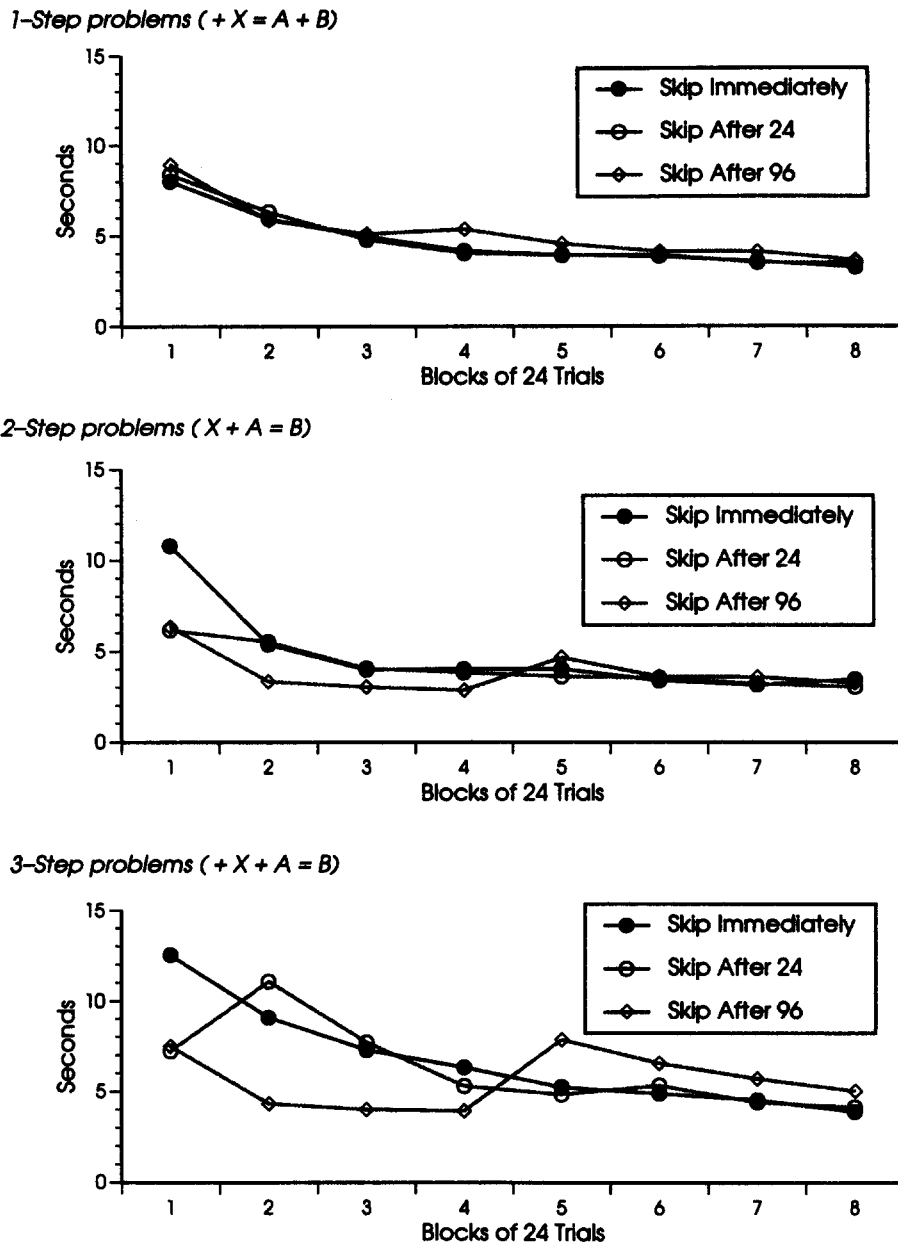 1–Step problems ( + X = A + B)
15
10
5
0
Seconds
Skip Immediately
Skip After 24
Skip After 96
1 2 3 4 5 6 7 8
Blocks of 24 Trials
2–Step problems ( X + A = B)
15
10
5
0
Seconds
Skip Immediately
Skip After 24
Skip After 96
1 2 3 4 5 6 7 8
Blocks of 24 Trials
3–Step problems ( + X + A = B)
15
10
5
0
Seconds
Skip Immediately
Skip After 24
Skip After 96
1 2 3 4 5 6 7 8
Blocks of 24 Trials